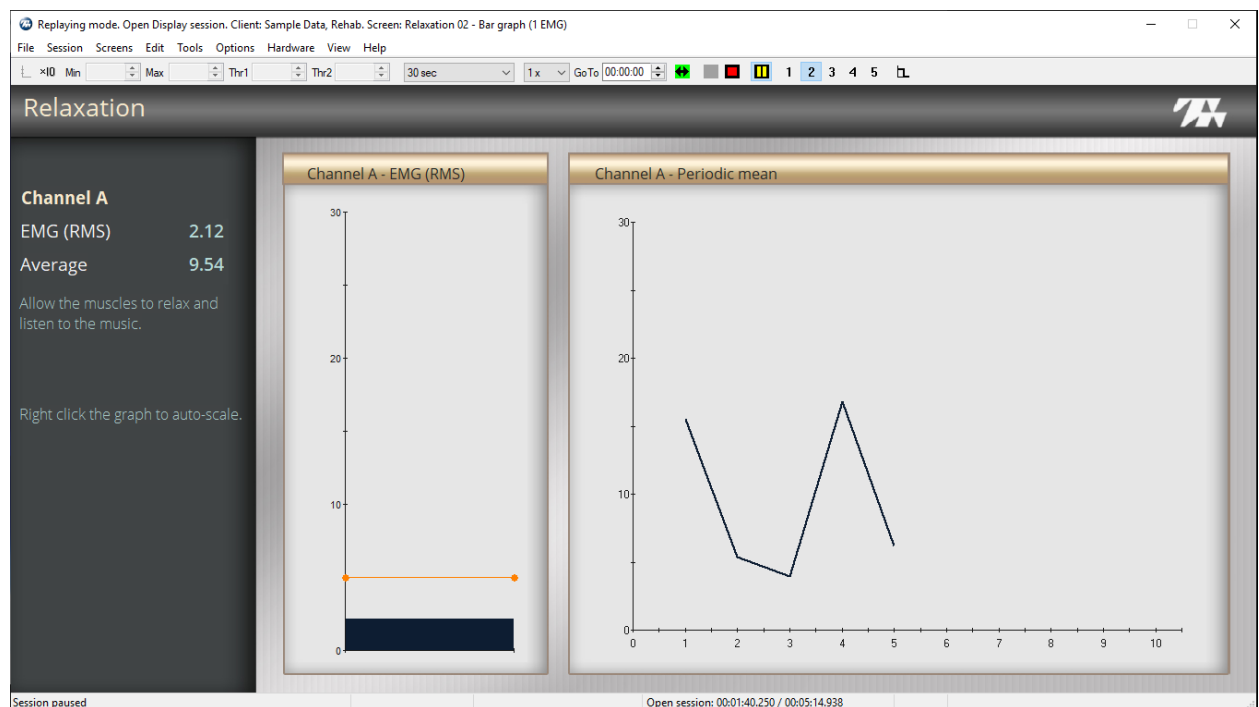 Replaying mode. Open Display session. Client: Sample Data, Rehab. Screen: Relaxation 02 - Bar graph (1 EMG)
File Session Screens Edit Tools Options Hardware View Help
×10 Min Max Thr1 Thr2 30 sec 1 x GoTo 00:00:00 1 2 3 4 5
Relaxation
Channel A
EMG (RMS) 2.12
Average 9.54
Allow the muscles to relax and
listen to the music.
Right click the graph to auto-scale.
Channel A - EMG (RMS)
30
20
10
0
Channel A - Periodic mean
30
20
10
0
0 1 2 3 4 5 6 7 8 9 10
Session paused
Open session: 00:01:40.250 / 00:05:14.938